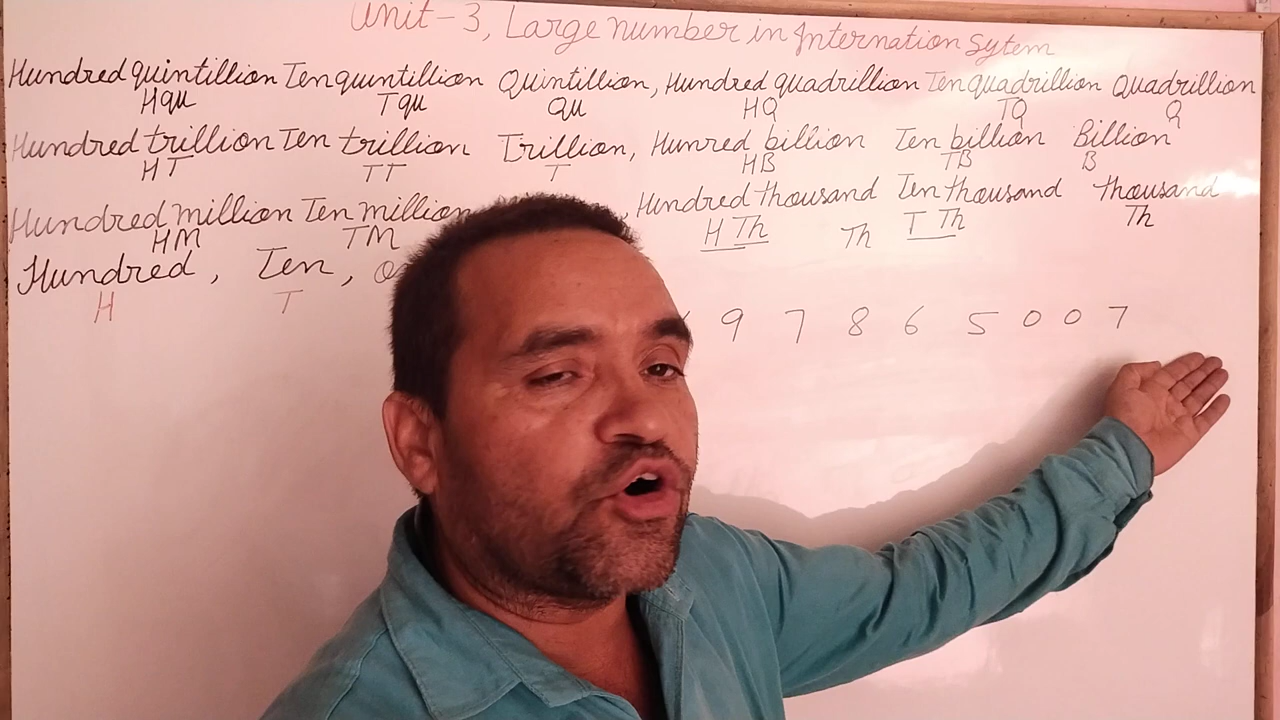 Unit-3, Large number in Internation Sytem
Hundred quintillion Ten quintillion Quintillion, Hundred quadrillion Ten quadrillion Quadrillion
Hqu Tqu Qu HQ TQ Q
Hundred trillion Ten trillion Trillion, Hunred billion Ten billion Billion
HT TT T HB TB B
Hundred million Ten million , Hundred thousand Ten thousand thousand
HM TM H Th Th T Th Th
Hundred , Ten ,
H T
9 7 8 6 5 0 0 7